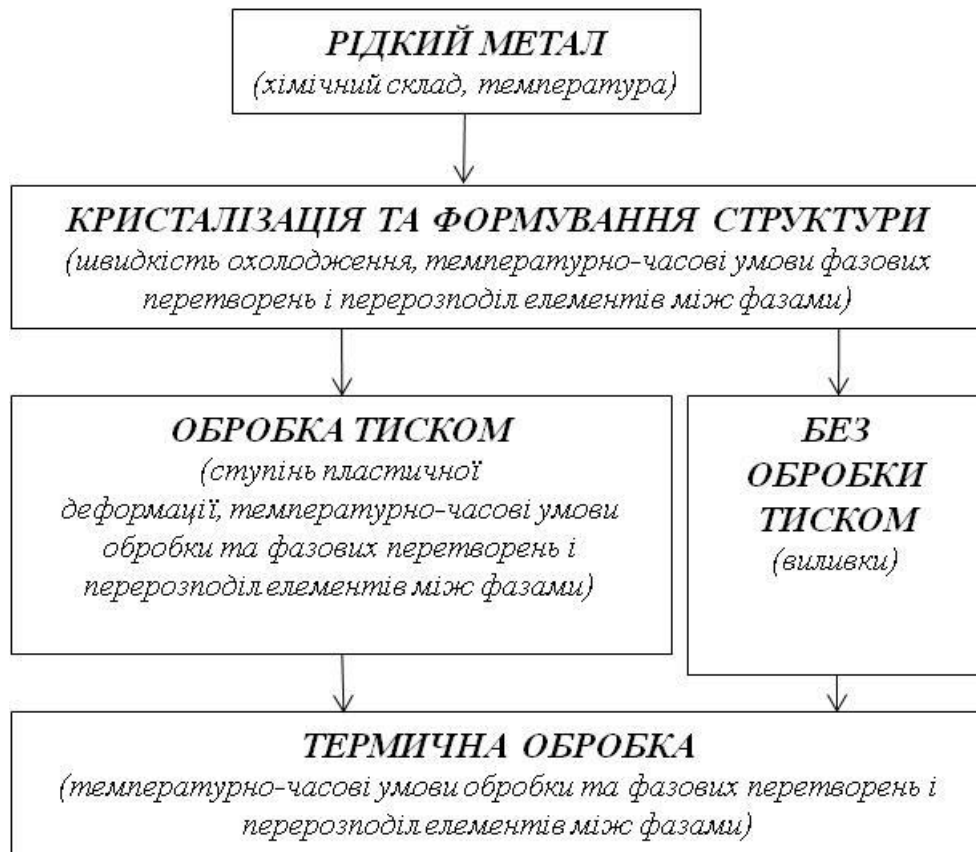 РІДКИЙ МЕТАЛ
(хімічний склад, температура)
КРИСТАЛІЗАЦІЯ ТА ФОРМУВАННЯ СТРУКТУРИ
(швидкість охолодження, температурно-часові умови фазових
перетворень і перерозподіл елементів між фазами)
ОБРОБКА ТИСКОМ
(ступінь пластичної
деформації, температурно-часові умови
обробки та фазових перетворень і
перерозподіл елементів між фазами)
БЕЗ
ОБРОБКИ
ТИСКОМ
(виливки)
ТЕРМИЧНА ОБРОБКА
(температурно-часові умови обробки та фазових перетворень і
перерозподіл елементів між фазами)